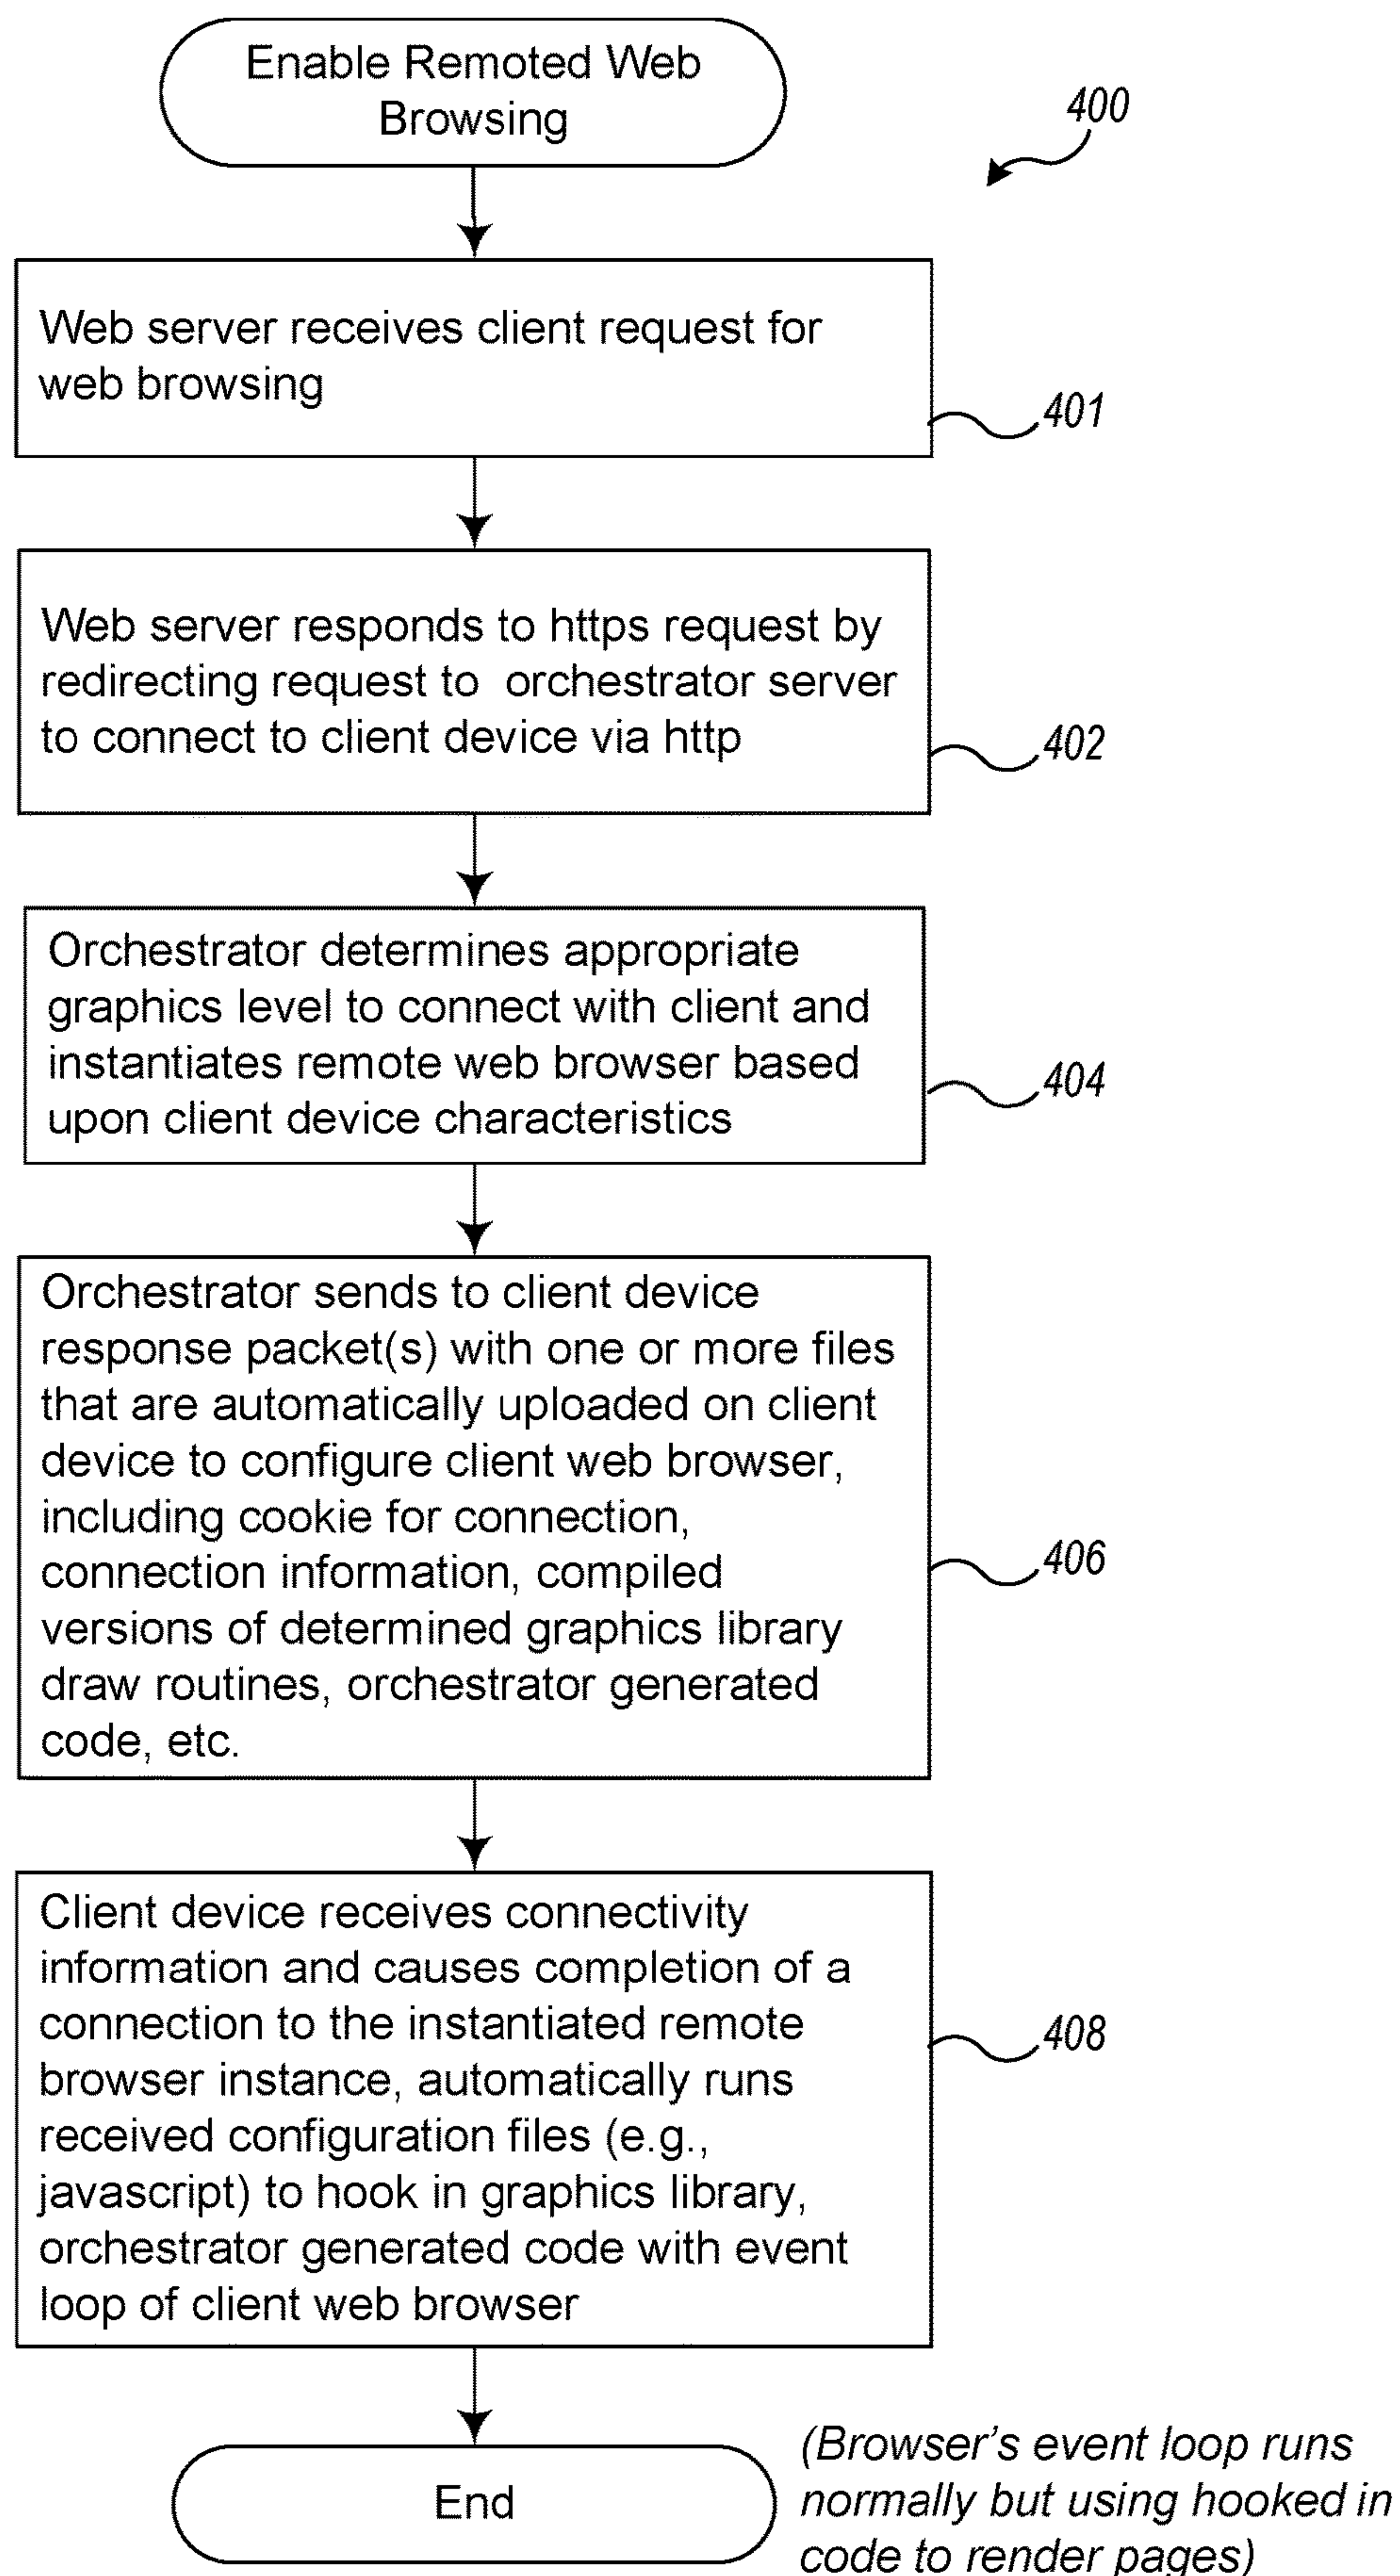 Enable Remoted Web
Browsing
400
Web server receives client request for
web browsing
401
Web server responds to https request by
redirecting request to orchestrator server
to connect to client device via http
402
Orchestrator determines appropriate
graphics level to connect with client and
instantiates remote web browser based
upon client device characteristics
404
Orchestrator sends to client device
response packet(s) with one or more files
that are automatically uploaded on client
device to configure client web browser,
including cookie for connection,
connection information, compiled
versions of determined graphics library
draw routines, orchestrator generated
code, etc.
406
Client device receives connectivity
information and causes completion of a
connection to the instantiated remote
browser instance, automatically runs
received configuration files (e.g.,
javascript) to hook in graphics library,
orchestrator generated code with event
loop of client web browser
408
End
(Browser's event loop runs
normally but using hooked in
code to render pages)